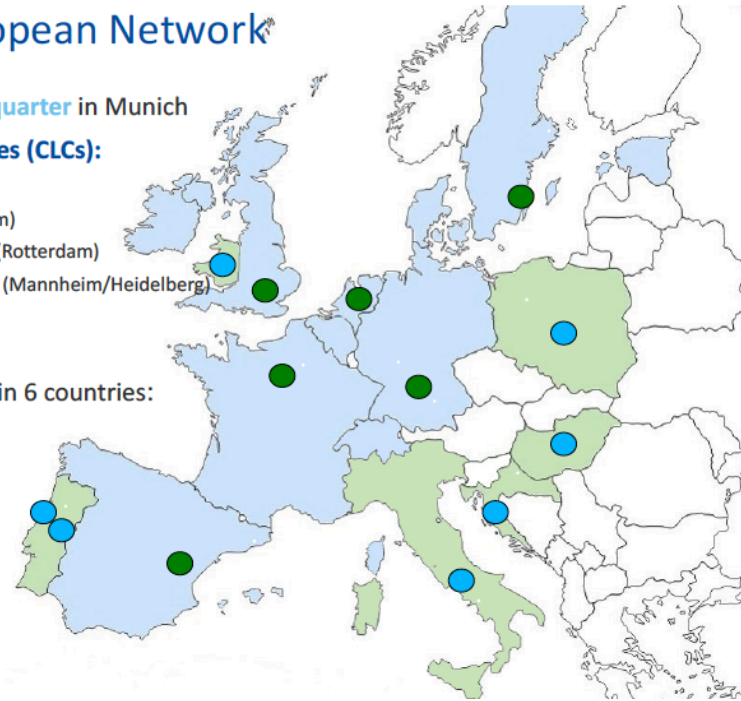 opean Network
quarter in Munich
es (CLCs):
m)
(Rotterdam)
(Mannheim/Heidelberg)
in 6 countries: